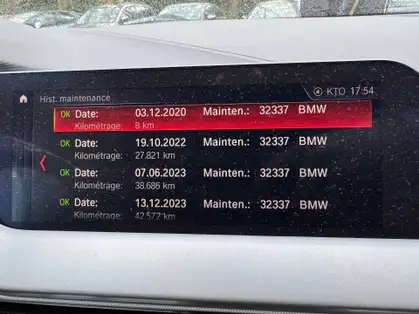 KTO 17:54
Hist. maintenance
OK Date: 03.12.2020 Mainten.: 32337 BMW
Kilométrage: 8 km
OK Date: 19.10.2022 Mainten.: 32337 BMW
Kilométrage: 27.821 km
OK Date: 07.06.2023 Mainten.: 32337 BMW
Kilométrage: 38.686 km
OK Date: 13.12.2023 Mainten.: 32337 BMW
Kilométrage: 42.572 km